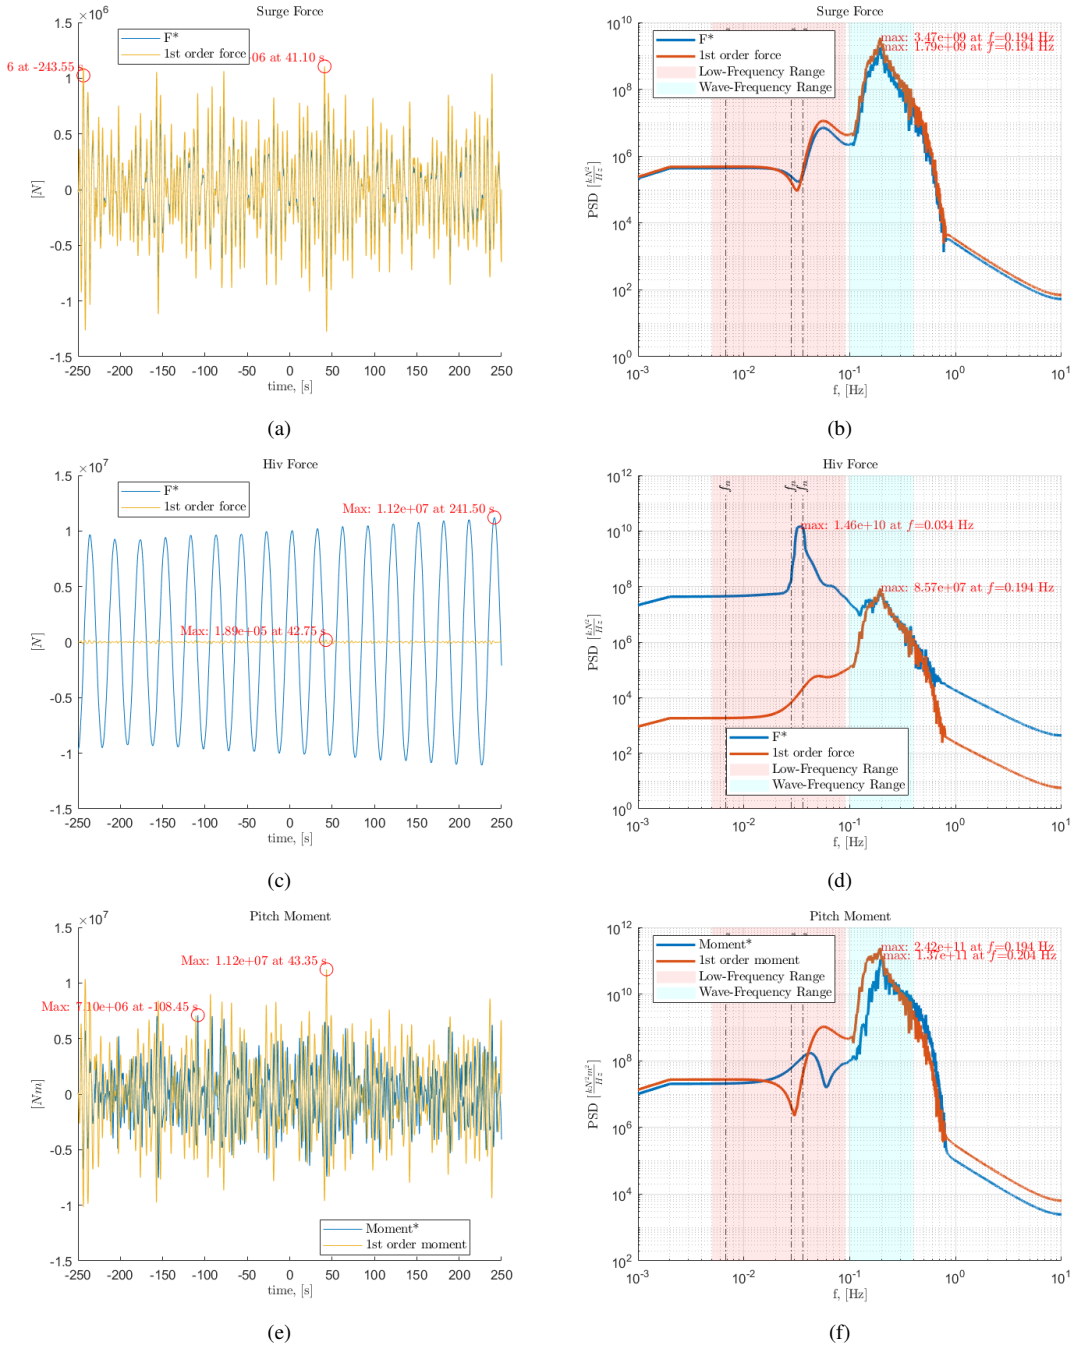 Surge Force
×10^6
1.5
1
0.5
0
-0.5
-1
-1.5
[N]
F*
1st order force
6 at -243.55 s
06 at 41.10 s
-250 -200 -150 -100 -50 0 50 100 150 200 250
time, [s]
(a)
Surge Force
10^10
10^8
10^6
10^4
10^2
10^0
PSD [kN²/Hz]
F*
1st order force
Low-Frequency Range
Wave-Frequency Range
max: 3.47e+09 at f=0.194 Hz
max: 1.79e+09 at f=0.194 Hz
10^-3 10^-2 10^-1 10^0 10^1
f, [Hz]
(b)
Hiv Force
×10^7
1.5
1
0.5
0
-0.5
-1
-1.5
[N]
F*
1st order force
Max: 1.12e+07 at 241.50 s
Max: 1.89e+05 at 42.75 s
-250 -200 -150 -100 -50 0 50 100 150 200 250
time, [s]
(c)
Hiv Force
10^12
10^10
10^8
10^6
10^4
10^2
10^0
PSD [kN²/Hz]
f_n
f_n
f_n
max: 1.46e+10 at f=0.034 Hz
max: 8.57e+07 at f=0.194 Hz
F*
1st order force
Low-Frequency Range
Wave-Frequency Range
10^-3 10^-2 10^-1 10^0 10^1
f, [Hz]
(d)
Pitch Moment
×10^7
1.5
1
0.5
0
-0.5
-1
-1.5
[Nm]
Max: 1.12e+07 at 43.35 s
Max: 7.10e+06 at -108.45 s
Moment*
1st order moment
-250 -200 -150 -100 -50 0 50 100 150 200 250
time, [s]
(e)
Pitch Moment
10^12
10^10
10^8
10^6
10^4
10^2
PSD [kN²m²/Hz]
Moment*
1st order moment
Low-Frequency Range
Wave-Frequency Range
max: 2.42e+11 at f=0.194 Hz
max: 1.37e+11 at f=0.204 Hz
10^-3 10^-2 10^-1 10^0 10^1
f, [Hz]
(f)